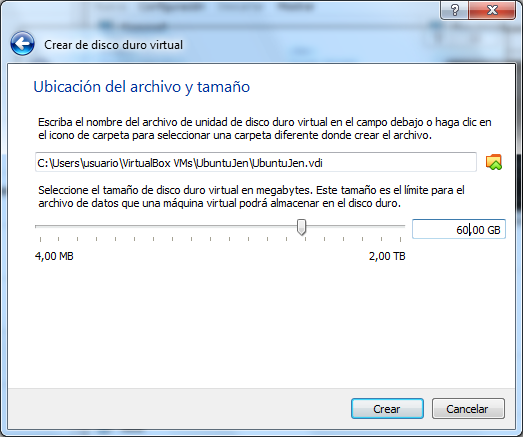 Crear de disco duro virtual
Ubicación del archivo y tamaño
Escriba el nombre del archivo de unidad de disco duro virtual en el campo debajo o haga clic en
el icono de carpeta para seleccionar una carpeta diferente donde crear el archivo.
C:\Users\usuario\VirtualBox VMs\UbuntuJen\UbuntuJen.vdi
Seleccione el tamaño de disco duro virtual en megabytes. Este tamaño es el límite para el
archivo de datos que una máquina virtual podrá almacenar en el disco duro.
60,00 GB
4,00 MB
2,00 TB
Crear
Cancelar